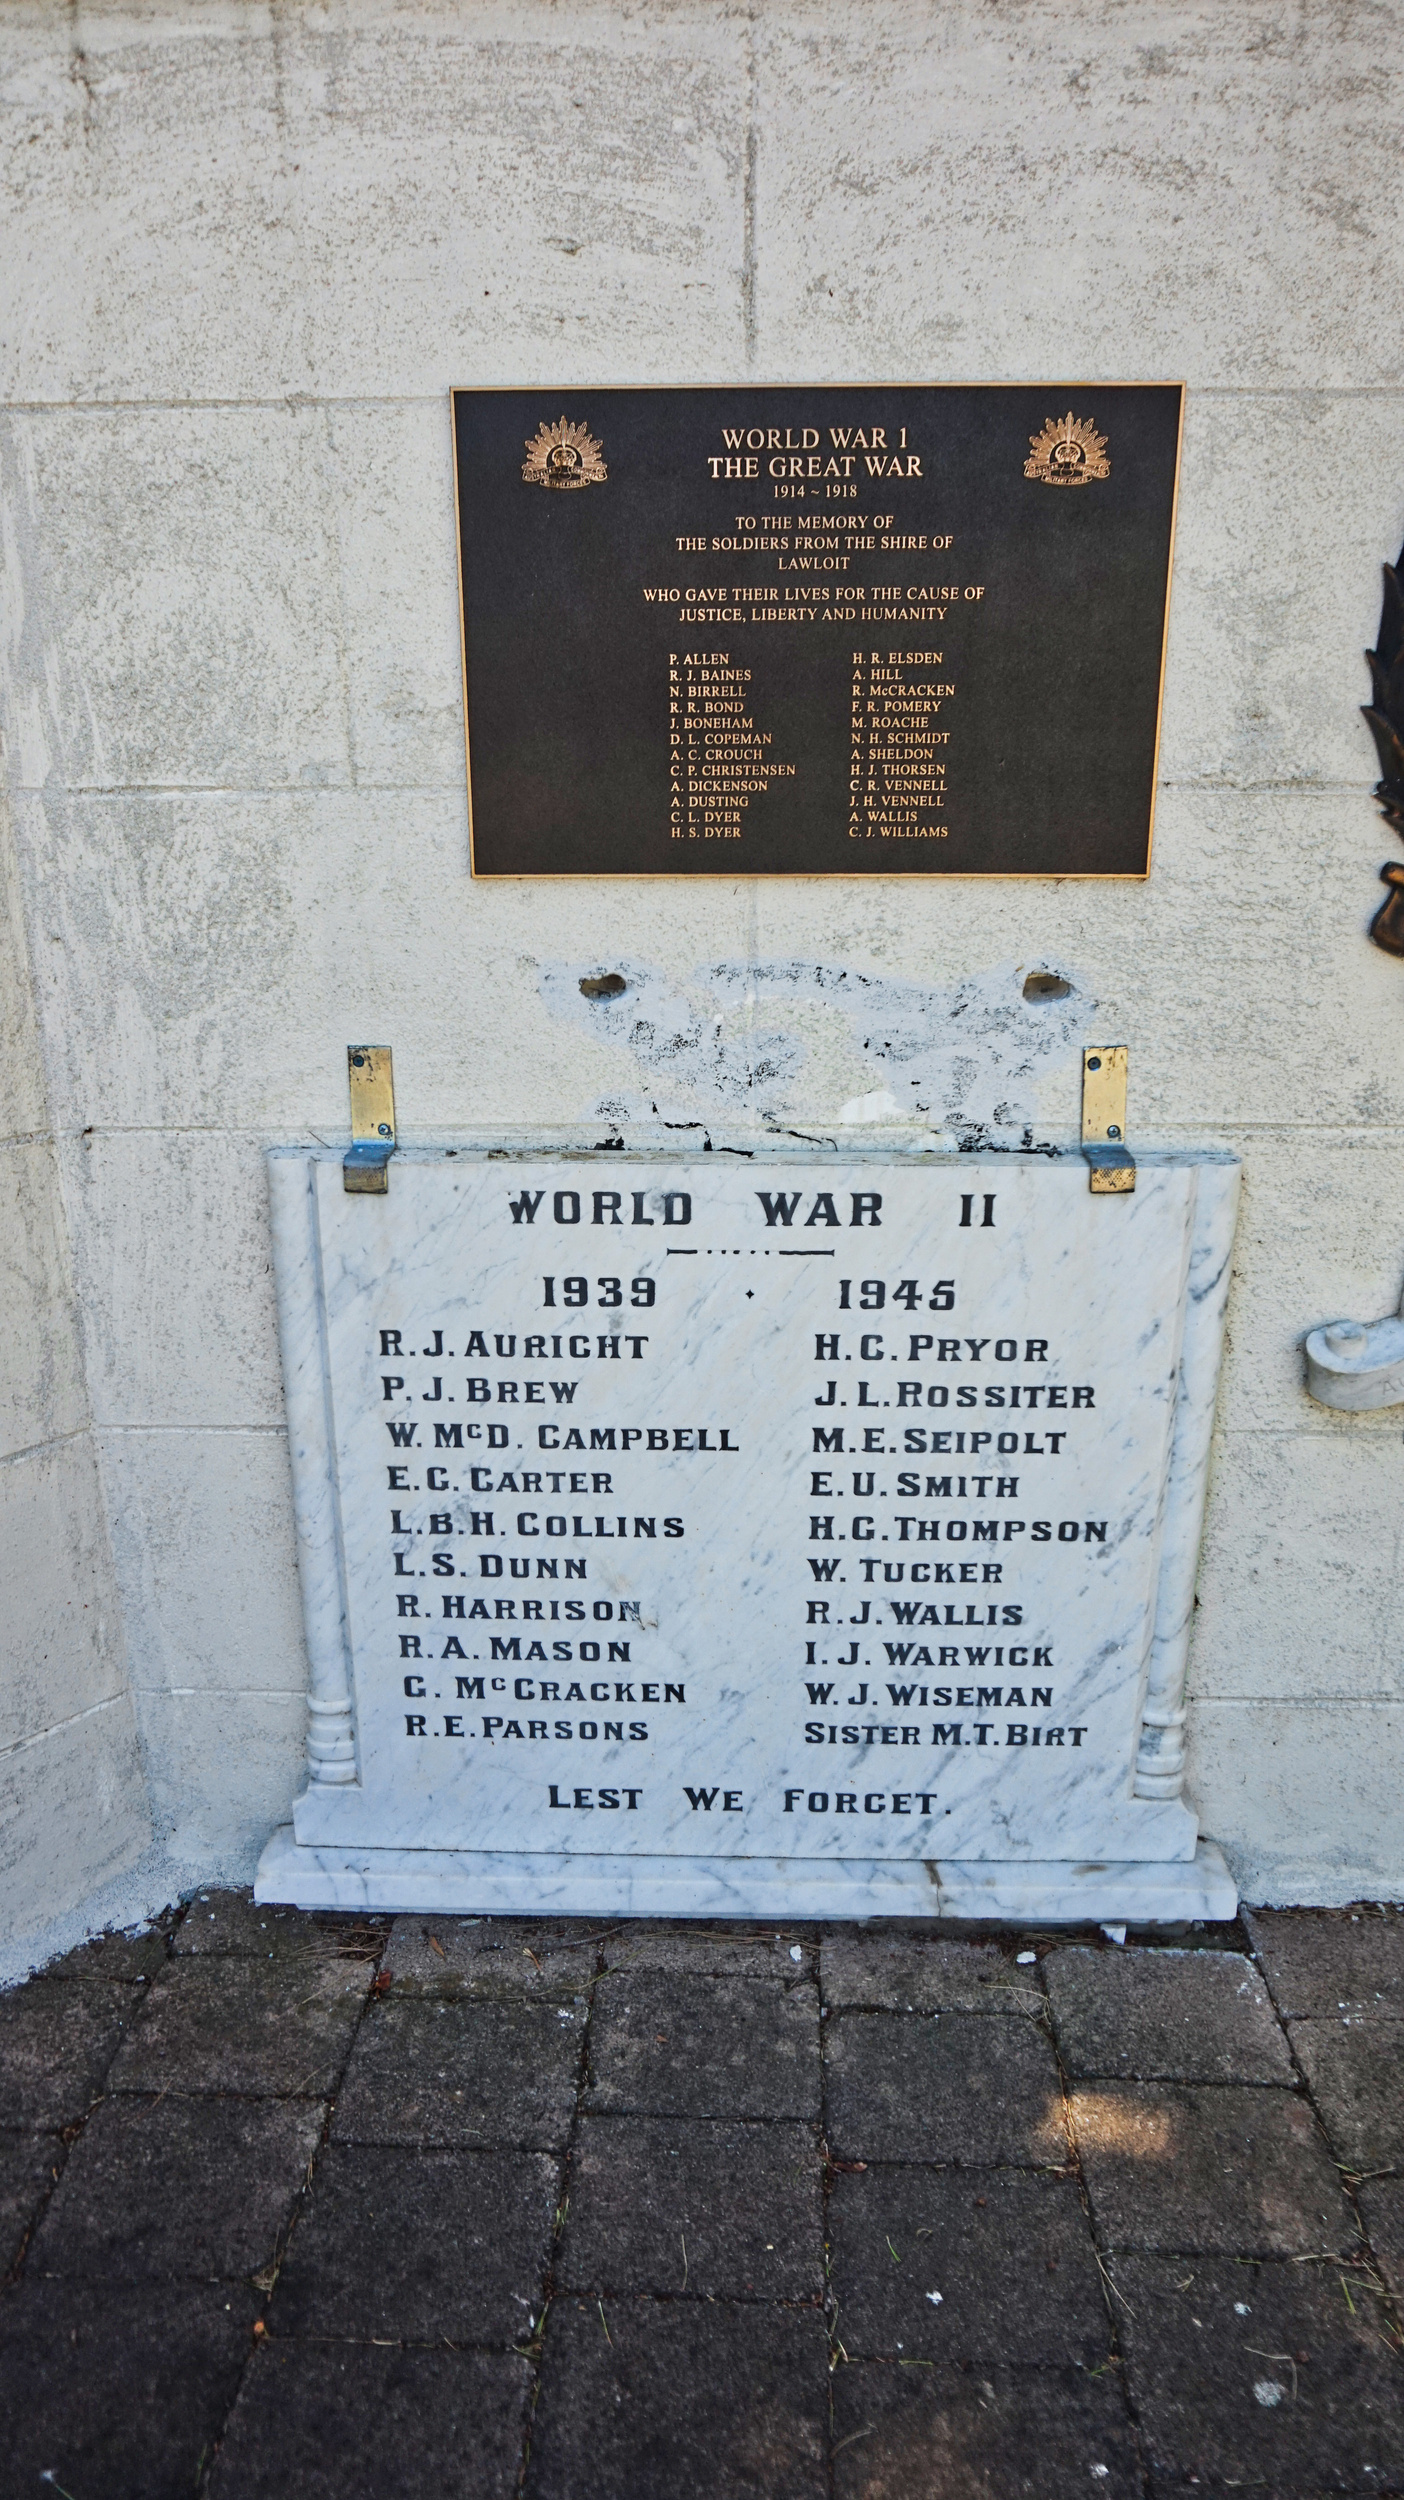 WORLD WAR 1
THE GREAT WAR
1914 ~ 1918
TO THE MEMORY OF
THE SOLDIERS FROM THE SHIRE OF
LAWLOIT
WHO GAVE THEIR LIVES FOR THE CAUSE OF
JUSTICE, LIBERTY AND HUMANITY
P. ALLEN
R. J. BAINES
N. BIRRELL
R. R. BOND
J. BONEHAM
D. L. COPEMAN
A. C. CROUCH
C. P. CHRISTENSEN
A. DICKENSON
A. DUSTING
C. L. DYER
H. S. DYER
H. R. ELSDEN
A. HILL
R. McCRACKEN
F. R. POMERY
M. ROACHE
N. H. SCHMIDT
A. SHELDON
H. J. THORSEN
C. R. VENNELL
J. H. VENNELL
A. WALLIS
C. J. WILLIAMS
WORLD WAR II
1939 · 1945
R.J. AURICHT
P. J. BREW
W. McD. CAMPBELL
E.G. CARTER
L.B.H. COLLINS
L.S. DUNN
R. HARRISON
R.A. MASON
G. McCRACKEN
R.E. PARSONS
H.C. PRYOR
J.L. ROSSITER
M.E. SEIPOLT
E.U. SMITH
H.G. THOMPSON
W. TUCKER
R.J. WALLIS
I.J. WARWICK
W.J. WISEMAN
SISTER M.T. BIRT
LEST WE FORGET.